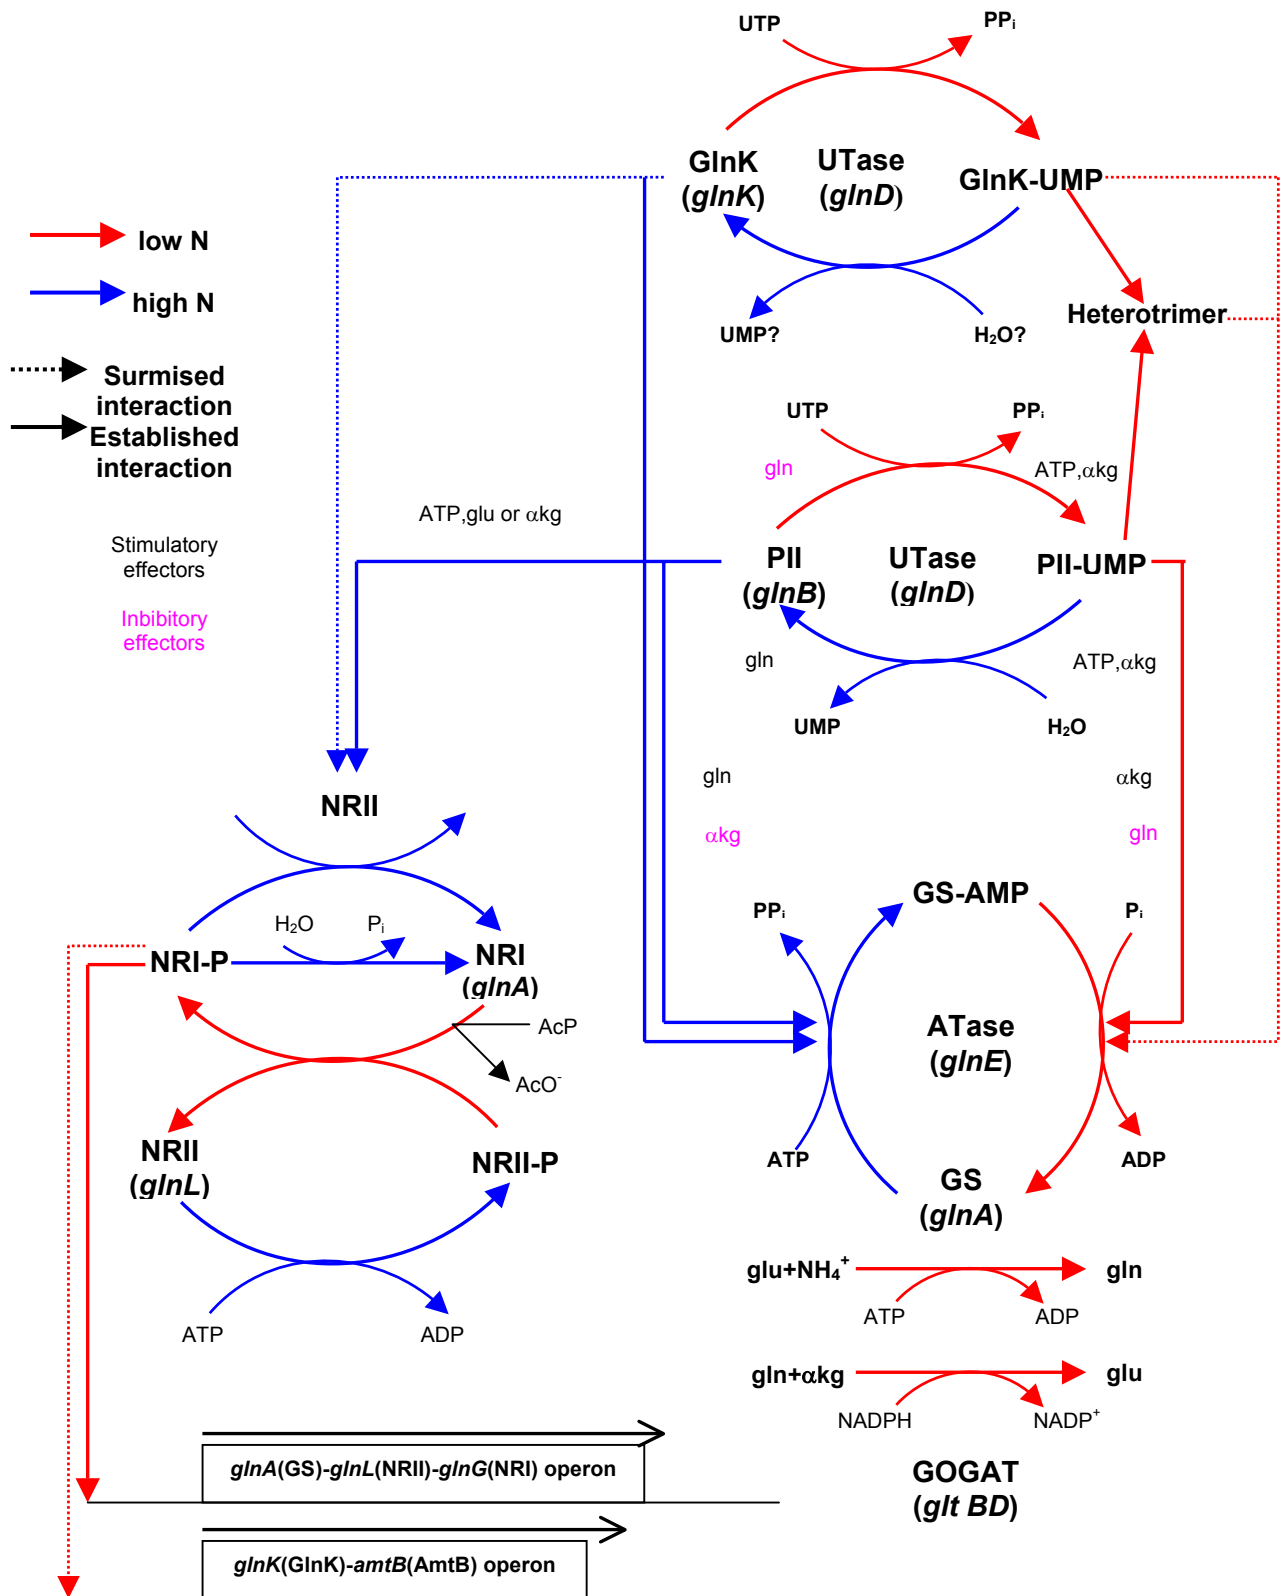 UTP
PPi
GlnK
(glnK)
UTase
(glnD)
GlnK-UMP
low N
high N
UMP?
H2O?
Heterotrimer
Surmised
interaction
Established
interaction
UTP
PPi
gln
ATP,αkg
ATP,glu or αkg
Stimulatory
effectors
PII
(glnB)
UTase
(glnD)
PII-UMP
Inbibitory
effectors
gln
ATP,αkg
UMP
H2O
gln
αkg
αkg
gln
NRII
GS-AMP
PPi
Pi
H2O
Pi
NRI-P
NRI
(glnA)
AcP
AcO-
ATase
(glnE)
NRII
(glnL)
NRII-P
ATP
ADP
GS
(glnA)
glu+NH4+
gln
ATP
ADP
ATP
ADP
gln+αkg
glu
NADPH
NADP+
glnA(GS)-glnL(NRII)-glnG(NRI) operon
GOGAT
(glt BD)
glnK(GlnK)-amtB(AmtB) operon